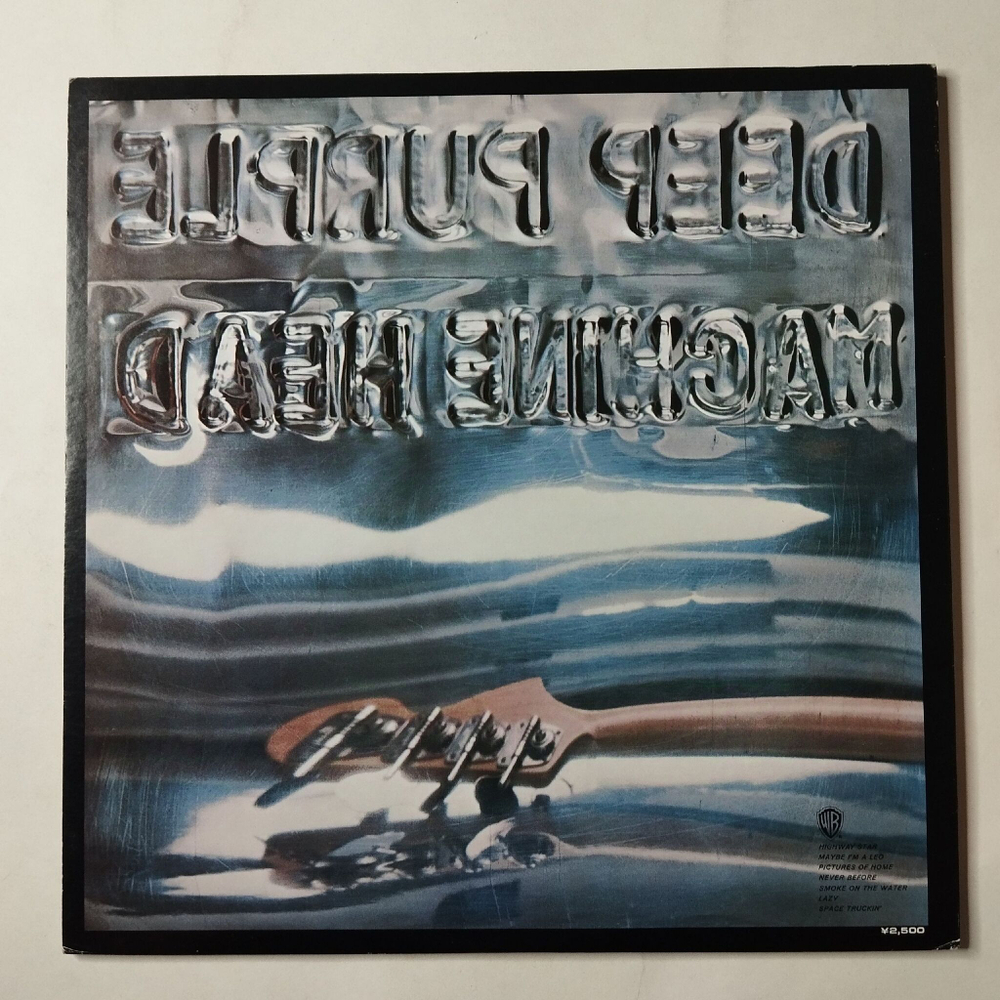 DEEP PURPLE
MACHINE HEAD
WB
HIGHWAY STAR
MAYBE I'M A LEO
PICTURES OF HOME
NEVER BEFORE
SMOKE ON THE WATER
LAZY
SPACE TRUCKIN'
¥2,500